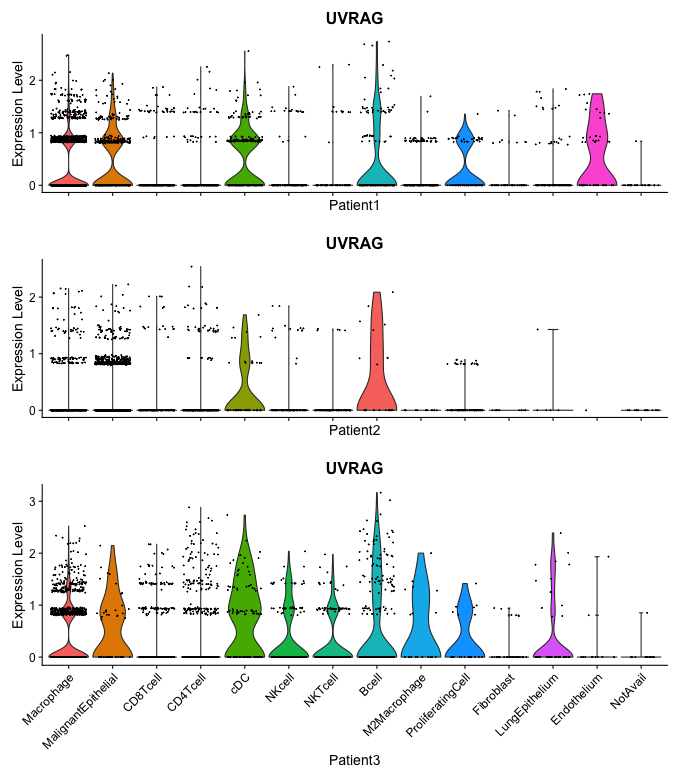 UVRAG
Expression Level
2
1
0
Patient1
UVRAG
Expression Level
2
1
0
Patient2
UVRAG
Expression Level
3
2
1
0
Macrophage
MalignantEpithelial
CD8Tcell
CD4Tcell
cDC
NKcell
NKTcell
Bcell
M2Macrophage
ProliferatingCell
Fibroblast
LungEpithelium
Endothelium
NotAvail
Patient3